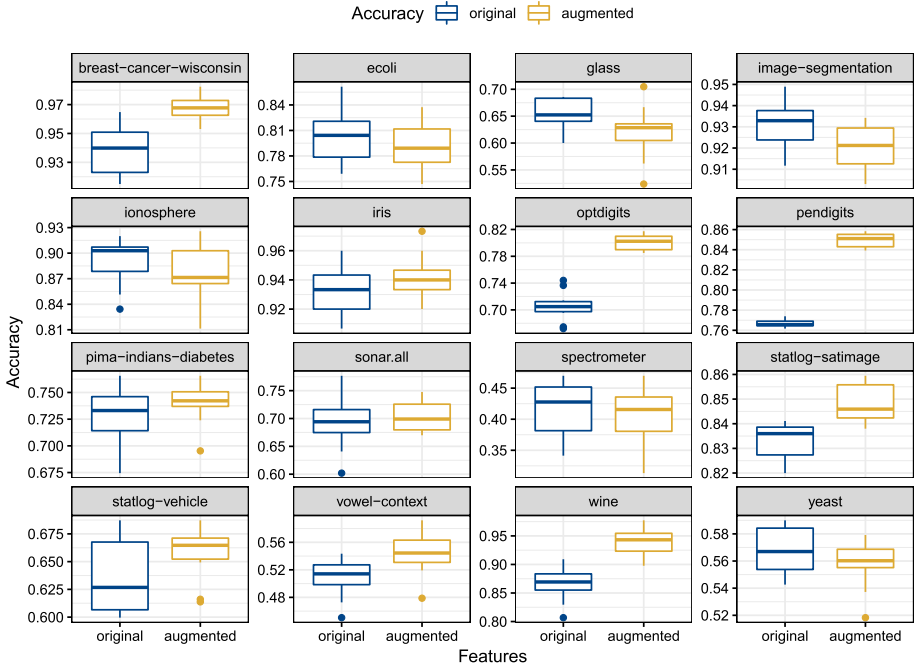 Accuracy original augmented
breast−cancer−wisconsin ecoli glass image−segmentation
0.97 0.95 0.93
0.84 0.81 0.78 0.75
0.70 0.65 0.60 0.55
0.95 0.94 0.93 0.92 0.91
ionosphere iris optdigits pendigits
0.93 0.90 0.87 0.84 0.81
0.96 0.94 0.92
0.82 0.78 0.74 0.70
0.86 0.84 0.82 0.80 0.78 0.76
pima−indians−diabetes sonar.all spectrometer statlog−satimage
0.750 0.725 0.700 0.675
0.75 0.70 0.65 0.60
0.45 0.40 0.35
0.86 0.85 0.84 0.83 0.82
statlog−vehicle vowel−context wine yeast
0.675 0.650 0.625 0.600
0.56 0.52 0.48
0.95 0.90 0.85 0.80
0.58 0.56 0.54 0.52
original augmented original augmented original augmented original augmented
Features
Accuracy